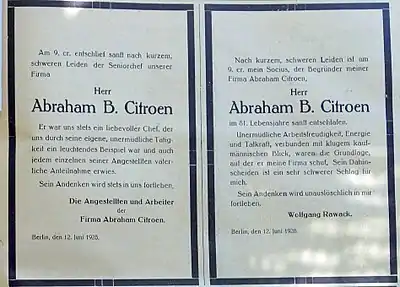 Am 9. cr. entschlief sanft nach kurzem,
schweren Leiden der Seniorchef unserer
Firma
Herr
Abraham B. Citroen
Er war uns stets ein liebevoller Chef, der
uns durch seine eigene, unermüdliche Tätig-
keit ein leuchtendes Beispiel war und auch
jedem einzelnen seiner Angestellten väter-
liche Anteilnahme erwies.
Sein Andenken wird stets in uns fortleben.
Die Angestellten und Arbeiter
der
Firma Abraham Citroen.
Berlin, den 12. Juni 1928.
Nach kurzem, schweren Leiden ist am
9. cr. mein Socius, der Begründer meiner
Firma Abraham Citroen,
Herr
Abraham B. Citroen
im 61. Lebensjahre sanft entschlafen.
Unermüdliche Arbeitsfreudigkeit, Energie
und Tatkraft, verbunden mit klugem kauf-
männischen Blick, waren die Grundlage,
auf der er meine Firma schuf. Sein Dahin-
scheiden ist ein sehr schwerer Schlag für
mich.
Sein Andenken wird unauslöschlich in mir
fortleben.
Wolfgang Rawack.
Berlin, den 12. Juni 1928.